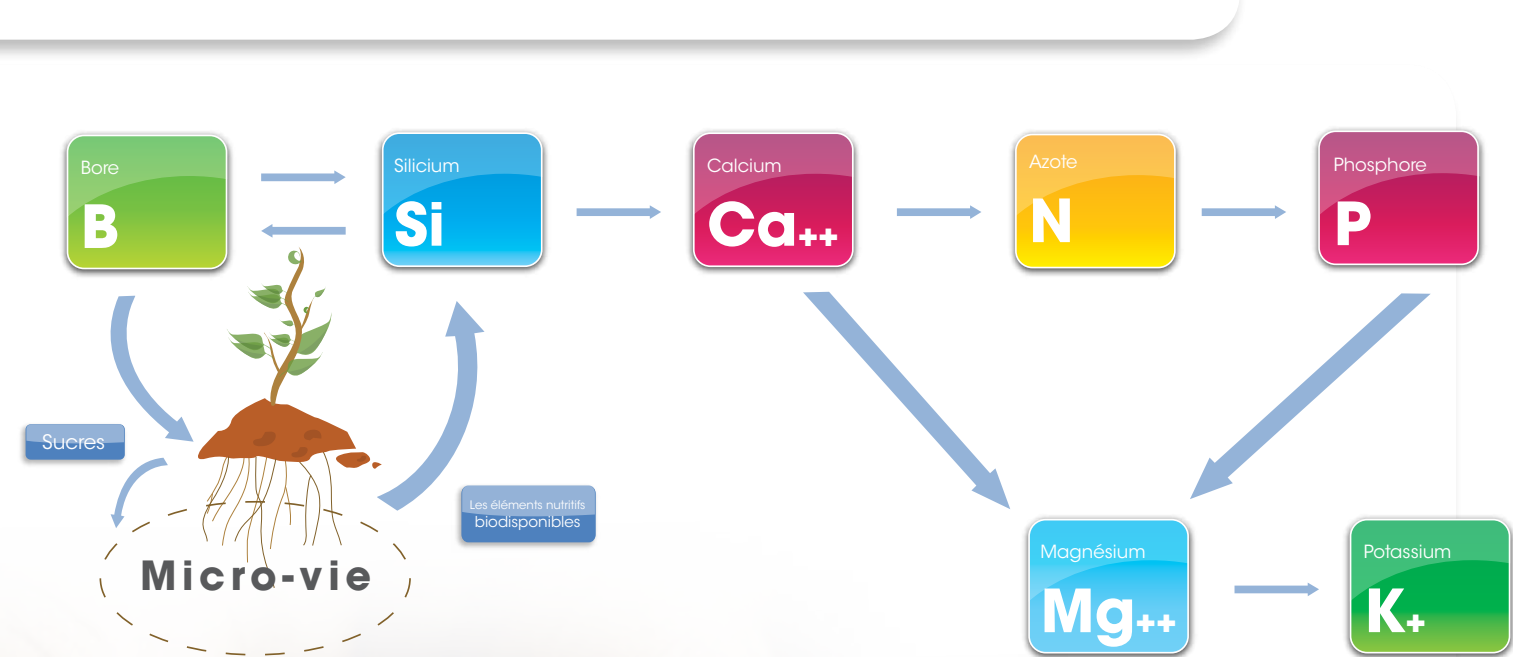 Bore
B
Silicium
Si
Calcium
Ca++
Azote
N
Phosphore
P
Sucres
Les éléments nutritifs
biodisponibles
Micro-vie
Magnésium
Mg++
Potassium
K+